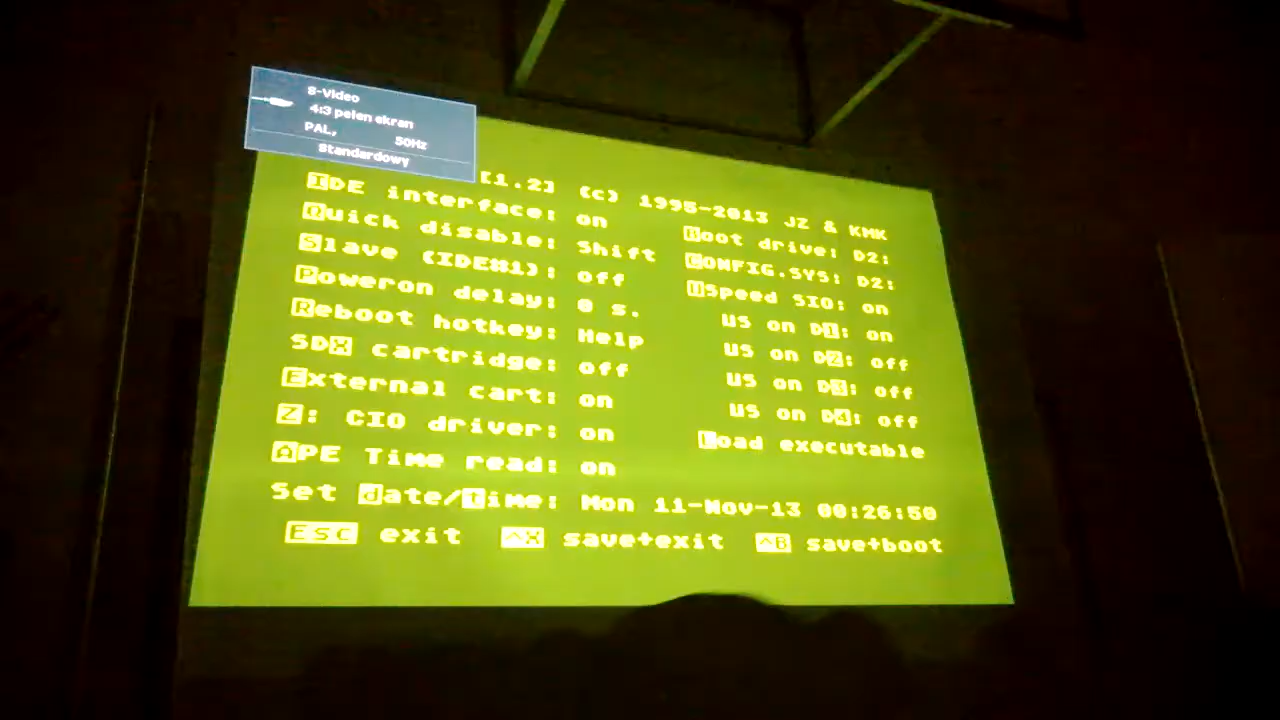 S-Video
4:3 pełen ekran
PAL, 50Hz
Standardowy
[1.2] (c) 1995-2013 JZ & KMK
IDE interface: on
Quick disable: Shift
Slave (IDE#1): off
Poweron delay: 0 s.
Reboot hotkey: Help
SDX cartridge: off
External cart: on
Z: CIO driver: on
APE Time read: on
Boot drive: D2:
CONFIG.SYS: D2:
USpeed SIO: on
US on D1: on
US on D2: off
US on D3: off
US on D4: off
Load executable
Set date/time: Mon 11-Nov-13 00:26:50
ESC exit ^X save+exit ^B save+boot